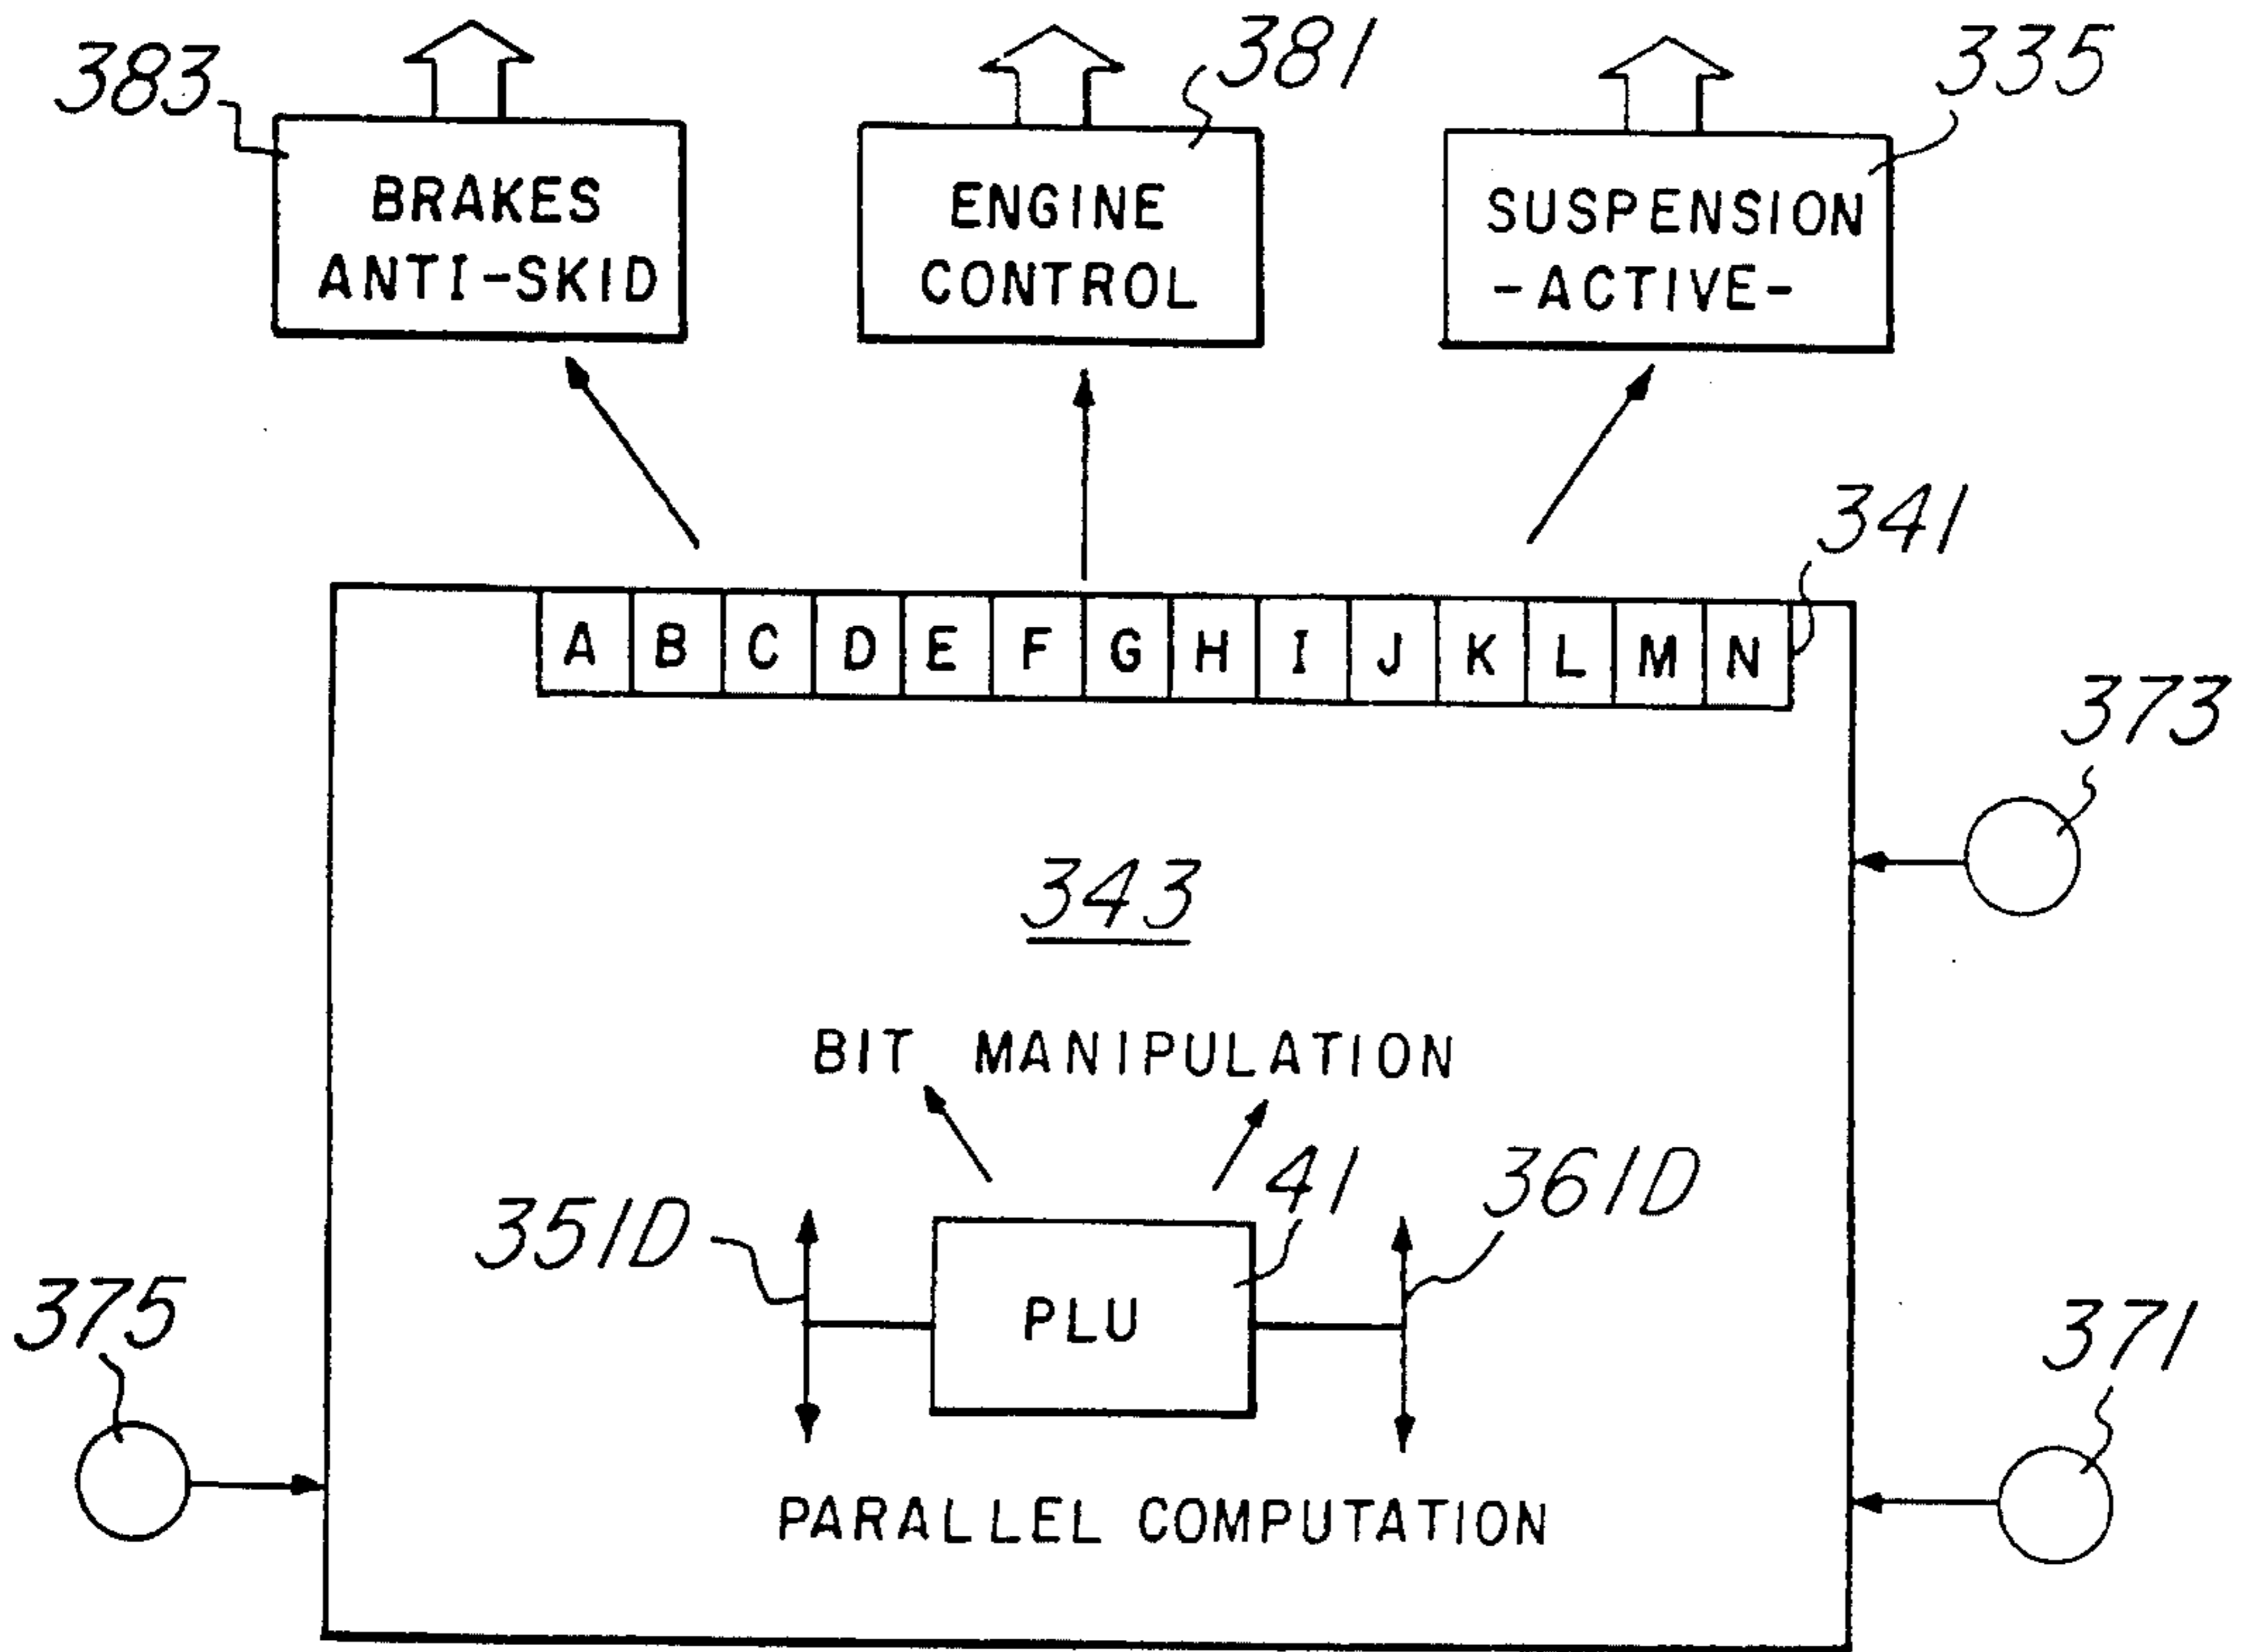 383
381
335
BRAKES
ANTI-SKID
ENGINE
CONTROL
SUSPENSION
-ACTIVE-
341
A B C D E F G H I J K L M N
373
343
BIT MANIPULATION
351D
41
361D
PLU
375
371
PARALLEL COMPUTATION